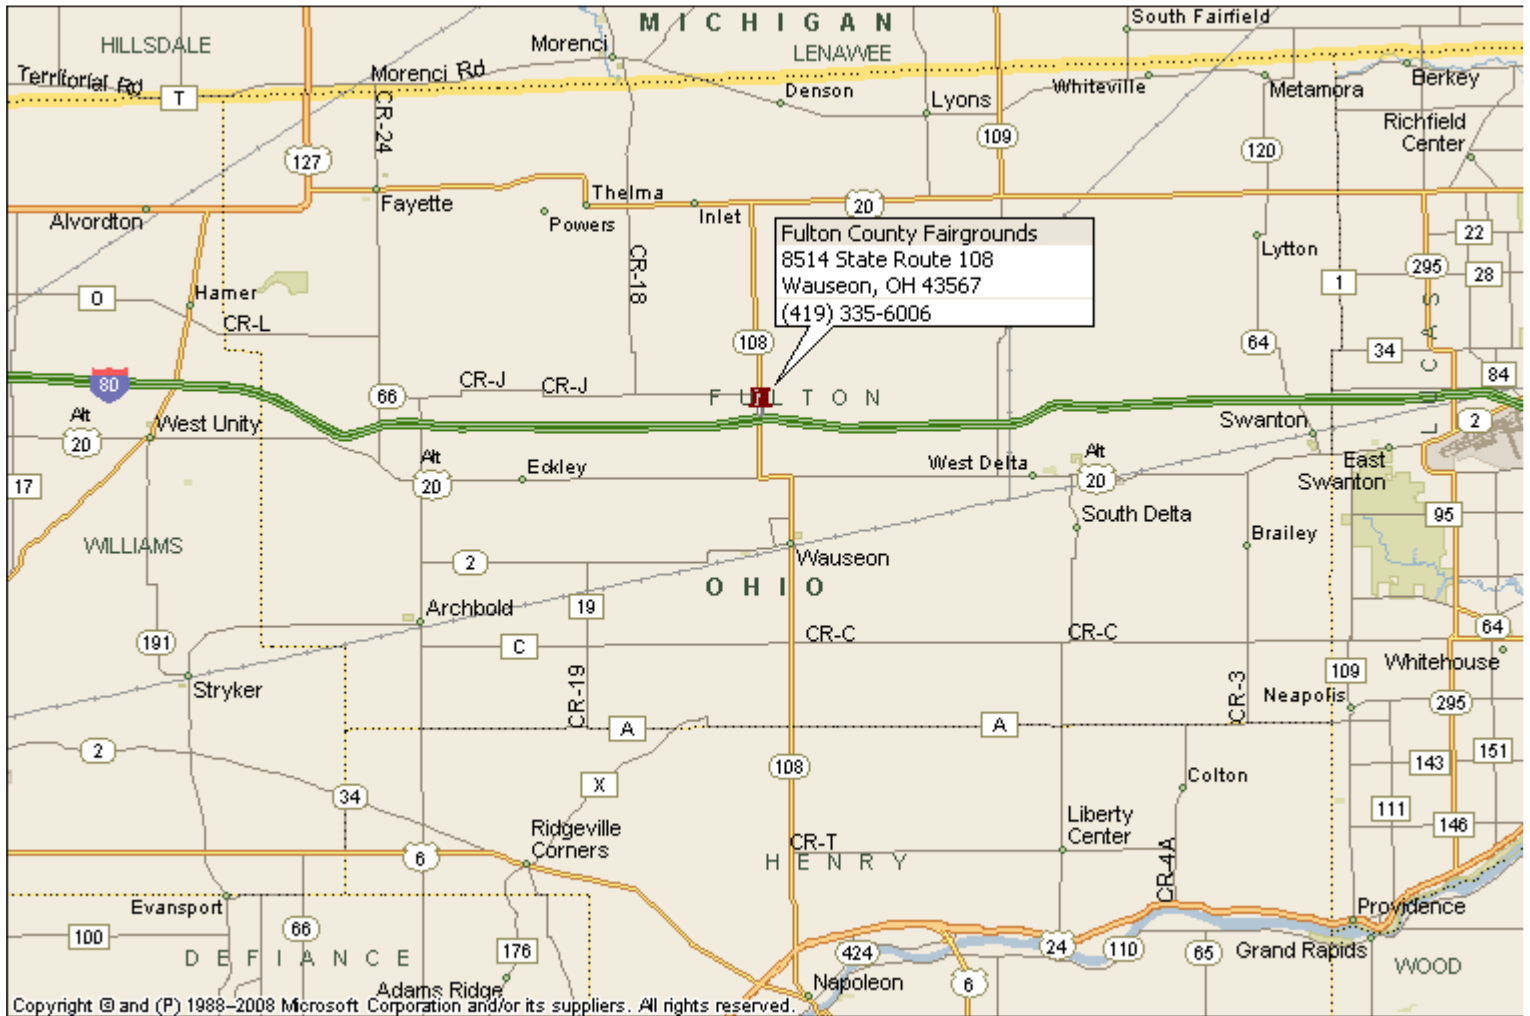 MICHIGAN
South Fairfield
HILLSDALE
Morenci
LENAWEE
Territorial Rd
Morenci Rd
T
Denson
Lyons
Whiteville
Metamora
Berkey
CR-24
Richfield
Center
127
109
120
Fayette
Thelma
Inlet
20
Alvordton
Powers
Fulton County Fairgrounds
8514 State Route 108
Wauseon, OH 43567
(419) 335-6006
Lytton
22
295
28
1
CR-18
O
Hamer
CR-L
108
64
34
84
LUCAS
80
66
CR-J
CR-J
FULTON
Alt
20
West Unity
Swanton
2
Alt
20
Eckley
West Delta
Alt
20
East
Swanton
17
South Delta
95
Brailey
WILLIAMS
2
Wauseon
OHIO
Archbold
19
64
191
C
CR-C
CR-C
Whitehouse
109
Stryker
CR-19
CR-3
Neapolis
295
A
A
2
108
151
143
X
Colton
34
111
Liberty
Center
146
Ridgeville
Corners
6
CR-T
HENRY
CR-4A
Evansport
Providence
66
100
DEFIANCE
176
424
24
110
65
Grand Rapids
WOOD
Adams Ridge
Napoleon
6
Copyright © and (P) 1988–2008 Microsoft Corporation and/or its suppliers. All rights reserved.